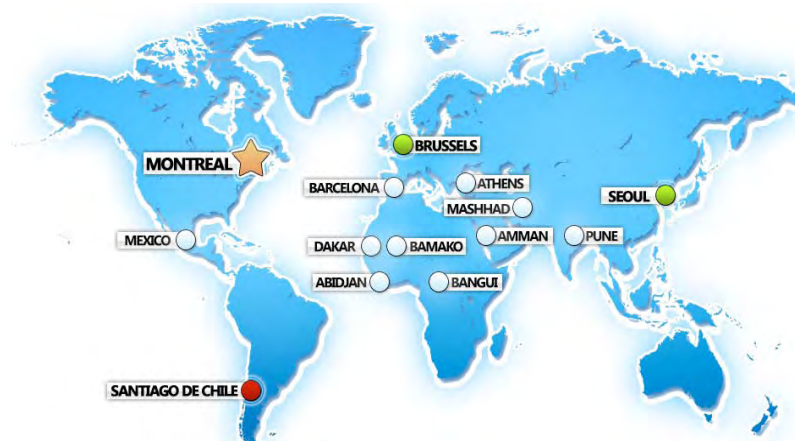 BRUSSELS
MONTREAL
BARCELONA
ATHENS
SEOUL
MASHHAD
MEXICO
DAKAR
BAMAKO
AMMAN
PUNE
ABIDJAN
BANGUI
SANTIAGO DE CHILE